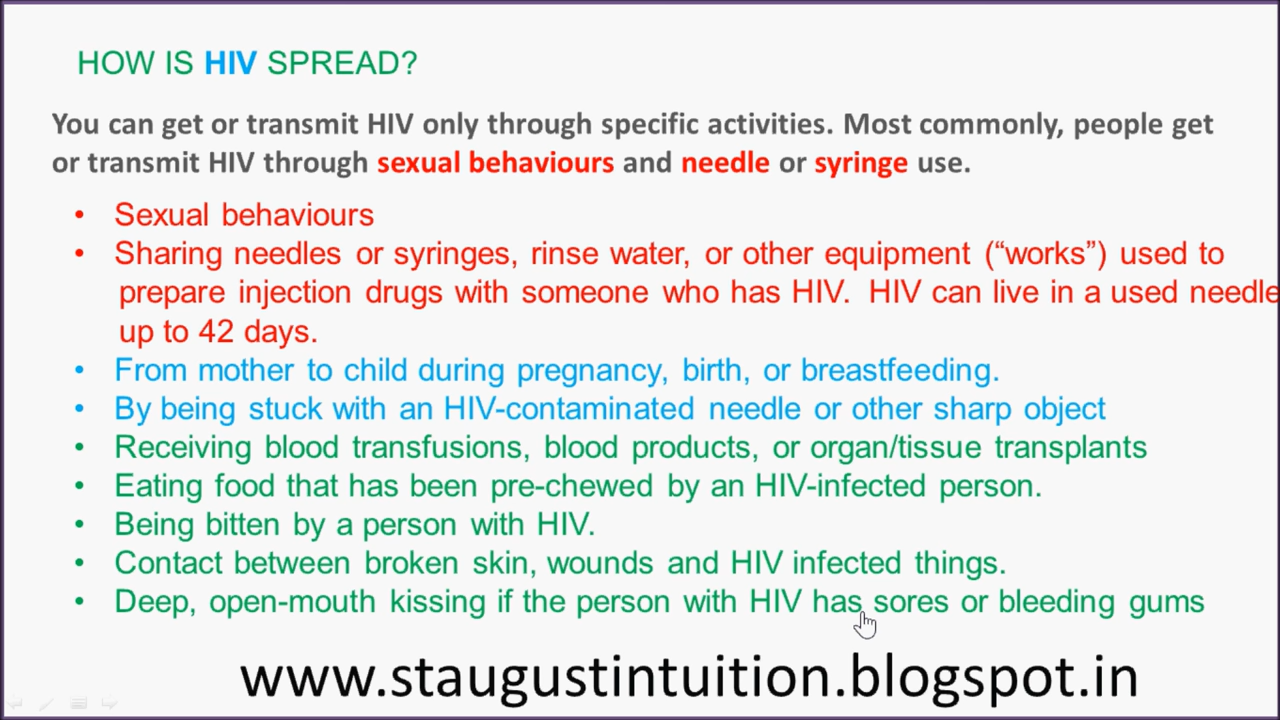 HOW IS HIV SPREAD?
You can get or transmit HIV only through specific activities. Most commonly, people get
or transmit HIV through sexual behaviours and needle or syringe use.
• Sexual behaviours
• Sharing needles or syringes, rinse water, or other equipment (“works”) used to
prepare injection drugs with someone who has HIV. HIV can live in a used needle
up to 42 days.
• From mother to child during pregnancy, birth, or breastfeeding.
• By being stuck with an HIV-contaminated needle or other sharp object
• Receiving blood transfusions, blood products, or organ/tissue transplants
• Eating food that has been pre-chewed by an HIV-infected person.
• Being bitten by a person with HIV.
• Contact between broken skin, wounds and HIV infected things.
• Deep, open-mouth kissing if the person with HIV has sores or bleeding gums
www.staugustintuition.blogspot.in